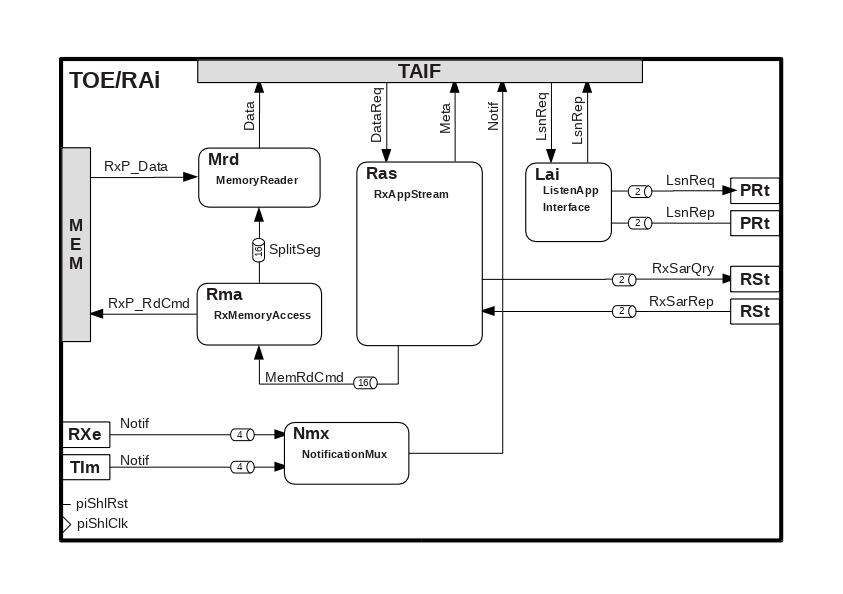 TAIF
TOE/RAi
Data
DataReq
Meta
Notif
LsnReq
LsnRep
M
E
M
RxP_Data
Mrd
MemoryReader
Ras
RxAppStream
Lai
ListenApp
Interface
2
LsnReq
PRt
2
LsnRep
PRt
16
SplitSeg
2
RxSarQry
RSt
2
RxSarRep
RSt
RxP_RdCmd
Rma
RxMemoryAccess
MemRdCmd
16
RXe
Notif
4
Nmx
NotificationMux
TIm
Notif
4
piShlRst
piShlClk